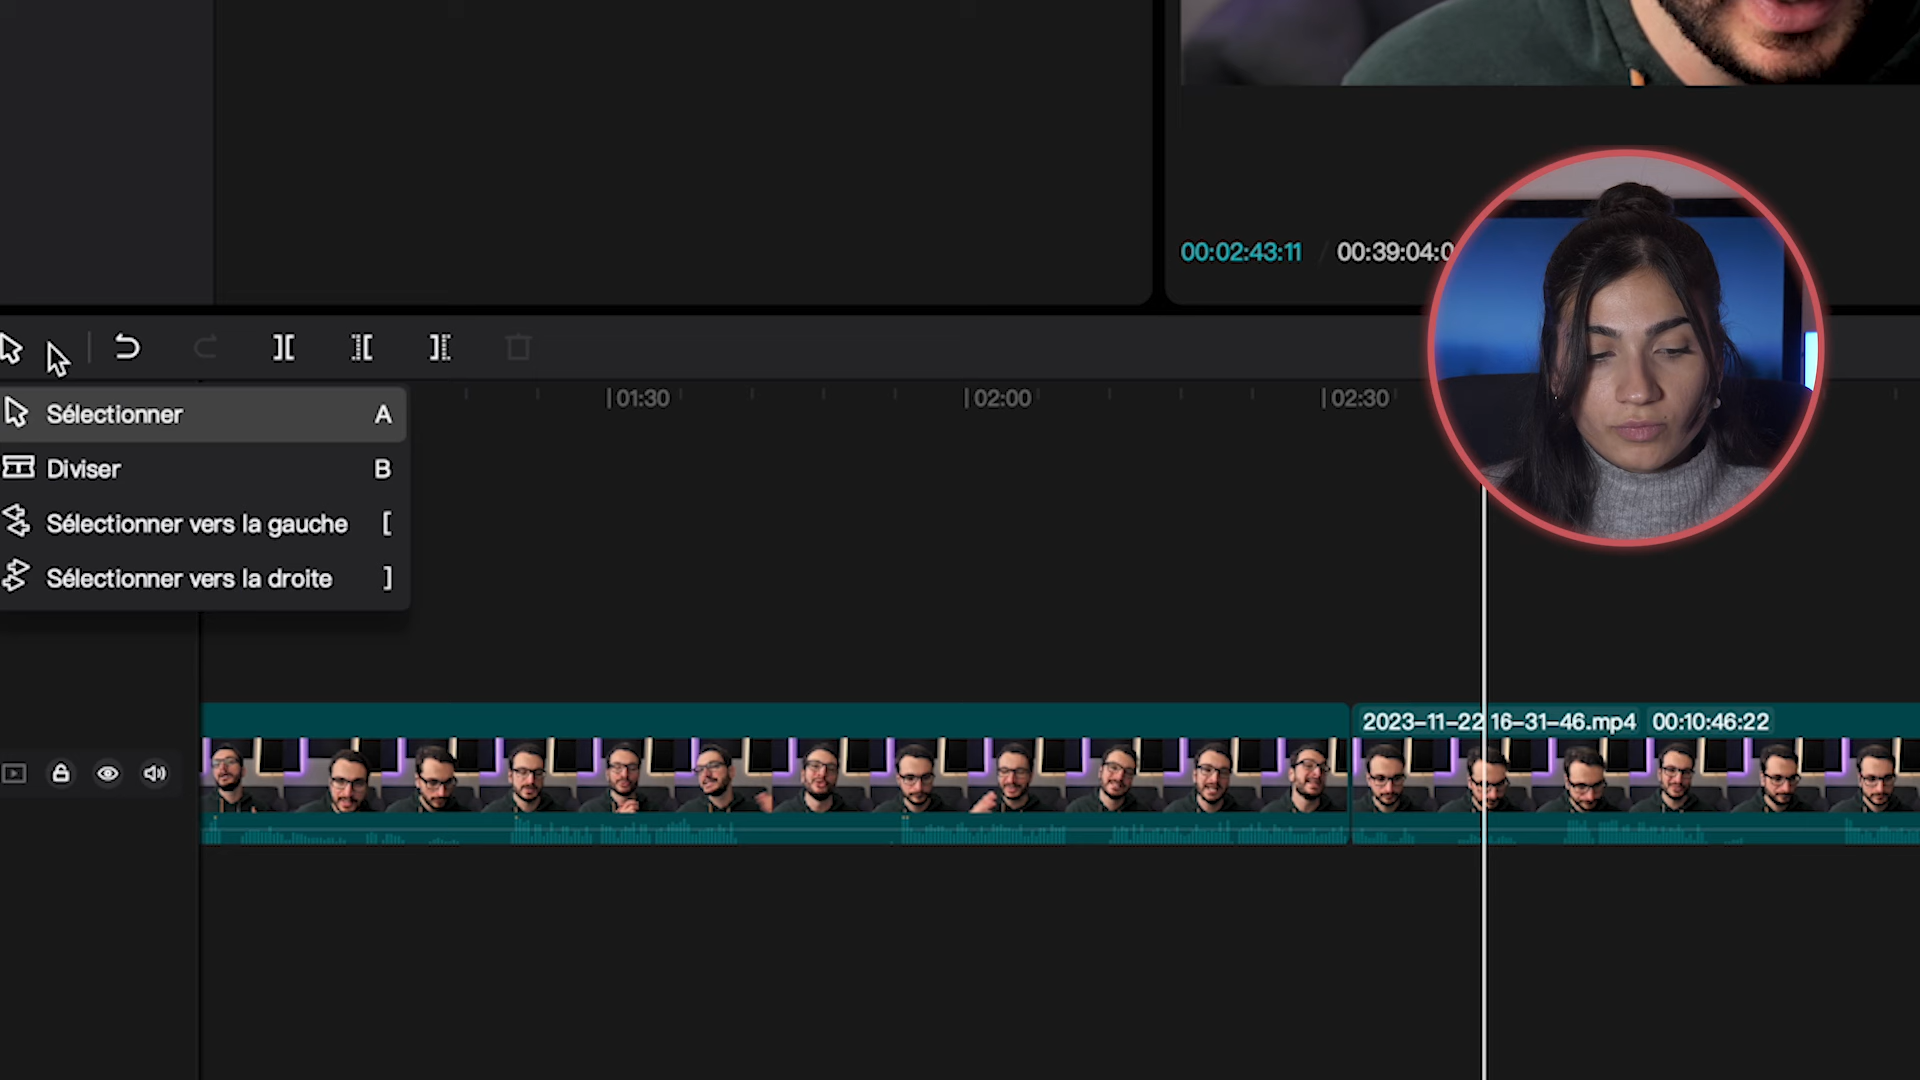 00:02:43:11 / 00:39:04:0
01:30
02:00
02:30
Sélectionner A
Diviser B
Sélectionner vers la gauche [
Sélectionner vers la droite ]
2023-11-22 16-31-46.mp4 00:10:46:22